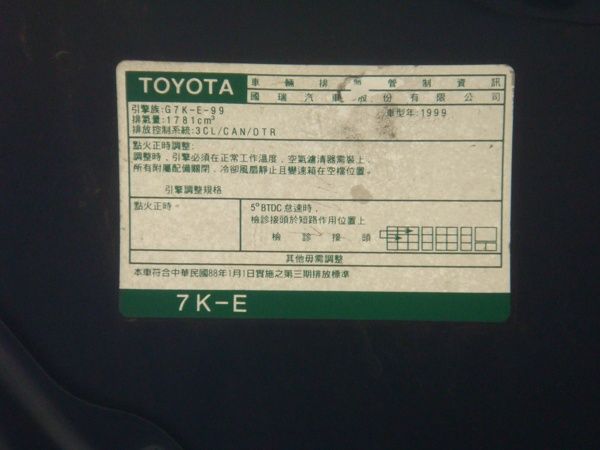 TOYOTA
車輛排氣管制資訊
國瑞汽車股份有限公司
引擎族:G7K-E-99
車型年:1999
排氣量:1781cm³
排放控制系統:3CL/CAN/OTR
點火正時調整:
調整時﹐引擎必須在正常工作溫度﹐空氣濾清器需裝上﹐
所有附屬配備關閉﹐冷卻風扇靜止且變速箱在空檔位置。
引擎調整規格
點火正時。
5°BTDC 怠速時﹐
檢診接頭於短路作用位置上
檢診接頭
其他毋需調整
本車符合中華民國88年1月1日實施之第三期排放標準
7K-E